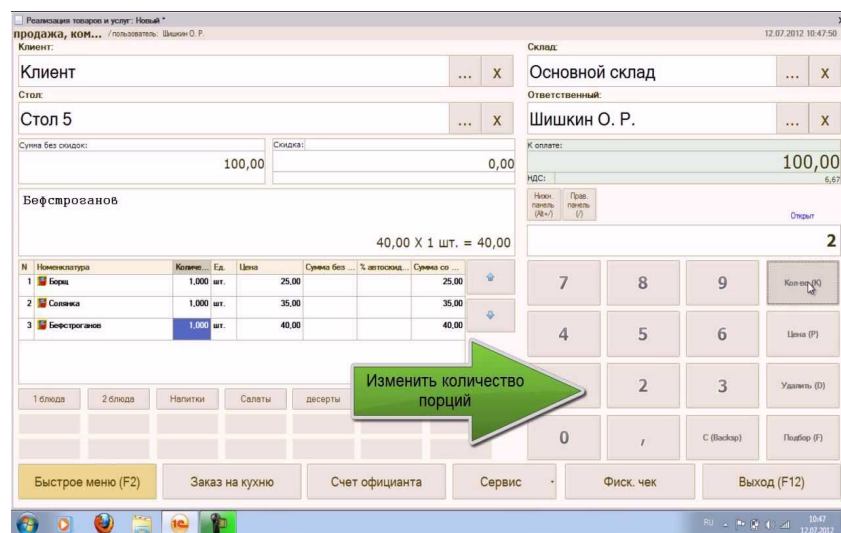 Реализация товаров и услуг: Новый *
продажа, ком... / пользователь: Шишкин О. Р. 12.07.2012 10:47:50
Клиент: Склад:
Клиент ... X Основной склад ... X
Стол: Ответственный:
Стол 5 ... X Шишкин О. Р. ... X
Сумма без скидок: Скидка: К оплате:
100,00 0,00 100,00
НДС: 6,67
Бефстроганов
40,00 X 1 шт. = 40,00
Нижн. панель (Alt+/) Прав. панель (/) Открыт
2
N Номенклатура Количе... Ед. Цена Сумма без ... % автоскид... Сумма со ...
1 Борщ 1,000 шт. 25,00 25,00
2 Солянка 1,000 шт. 35,00 35,00
3 Бефстроганов 1,000 шт. 40,00 40,00
7 8 9 Кол-во (K)
4 5 6 Цена (P)
Изменить количество
порций
2 3 Удалить (D)
0 , C (Backsp) Подбор (F)
1 блюда 2 блюда Напитки Салаты десерты
Быстрое меню (F2) Заказ на кухню Счет официанта Сервис Фиск. чек Выход (F12)
1С RU 10:47
12.07.2012